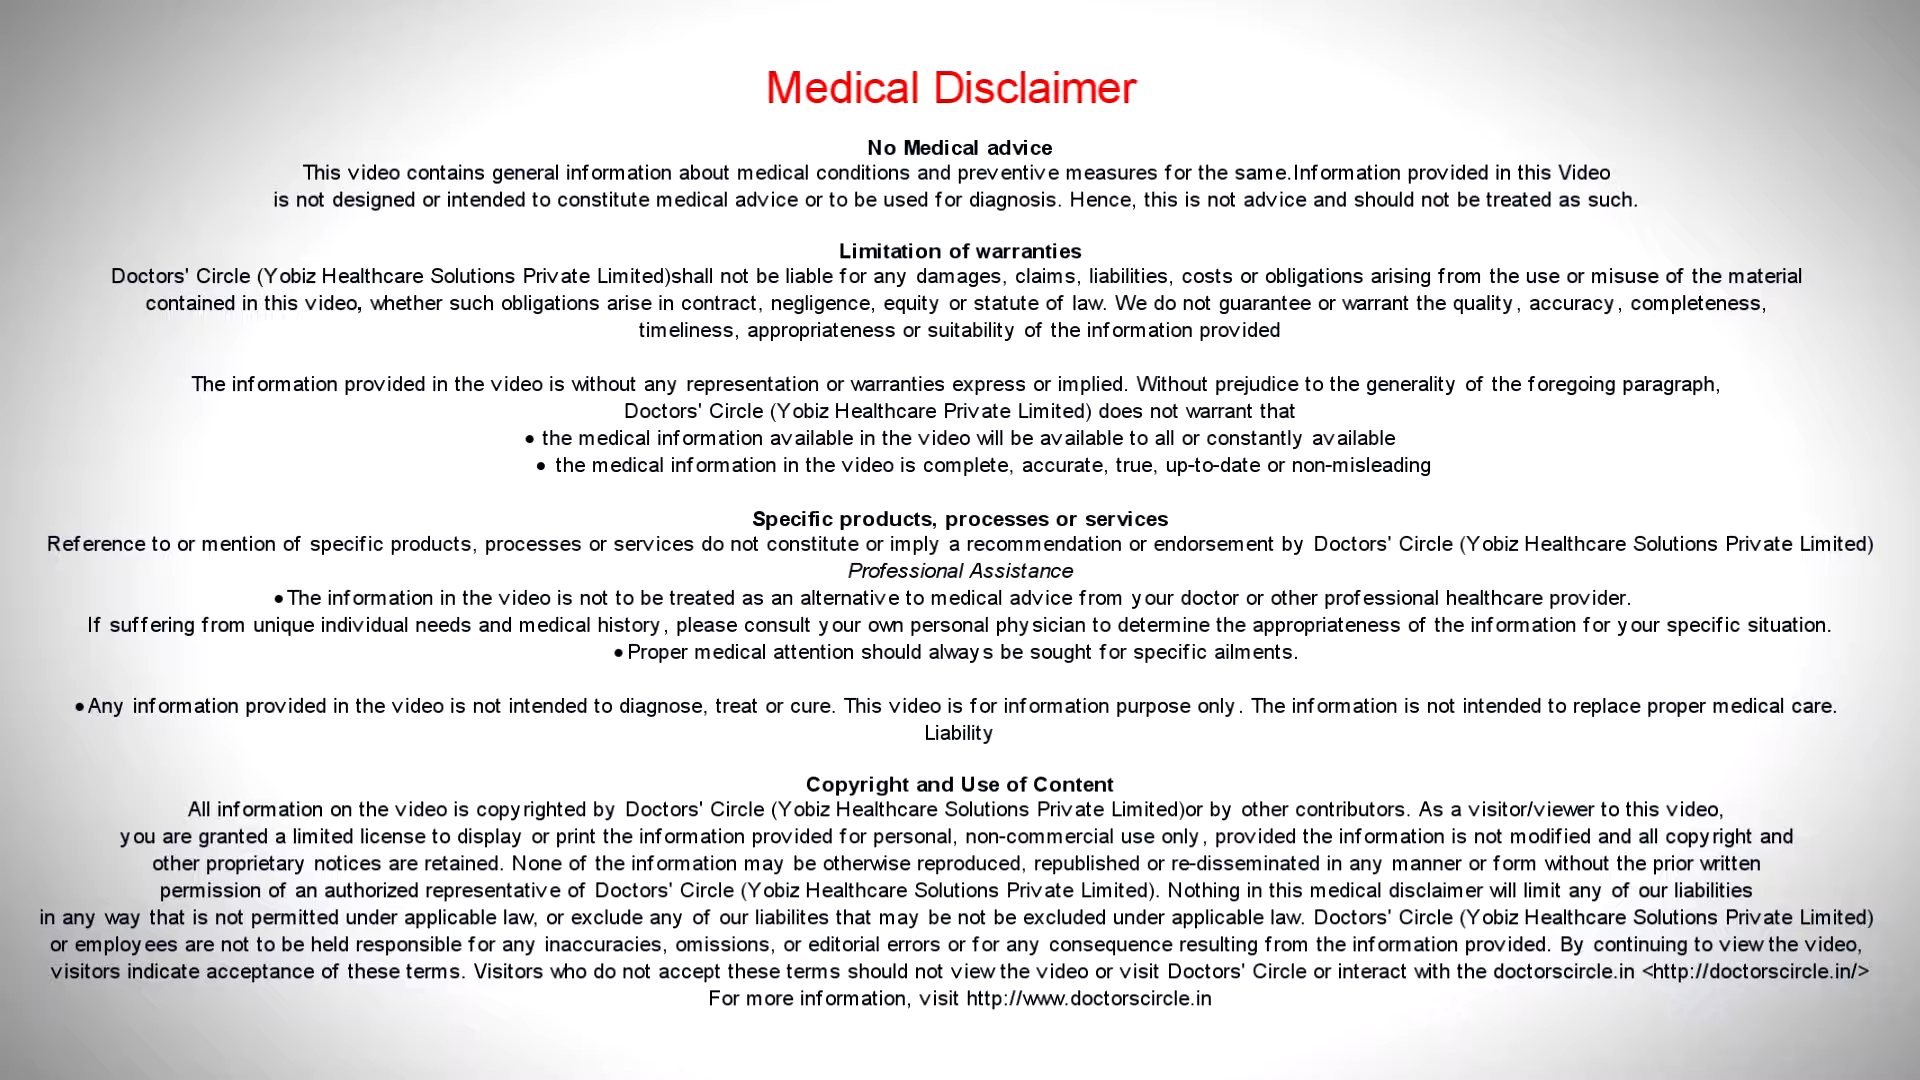 Medical Disclaimer
No Medical advice
This video contains general information about medical conditions and preventive measures for the same.Information provided in this Video
is not designed or intended to constitute medical advice or to be used for diagnosis. Hence, this is not advice and should not be treated as such.
Limitation of warranties
Doctors' Circle (Yobiz Healthcare Solutions Private Limited)shall not be liable for any damages, claims, liabilities, costs or obligations arising from the use or misuse of the material
contained in this video, whether such obligations arise in contract, negligence, equity or statute of law. We do not guarantee or warrant the quality, accuracy, completeness,
timeliness, appropriateness or suitability of the information provided
The information provided in the video is without any representation or warranties express or implied. Without prejudice to the generality of the foregoing paragraph,
Doctors' Circle (Yobiz Healthcare Private Limited) does not warrant that
• the medical information available in the video will be available to all or constantly available
• the medical information in the video is complete, accurate, true, up-to-date or non-misleading
Specific products, processes or services
Reference to or mention of specific products, processes or services do not constitute or imply a recommendation or endorsement by Doctors' Circle (Yobiz Healthcare Solutions Private Limited)
Professional Assistance
•The information in the video is not to be treated as an alternative to medical advice from your doctor or other professional healthcare provider.
If suffering from unique individual needs and medical history, please consult your own personal physician to determine the appropriateness of the information for your specific situation.
•Proper medical attention should always be sought for specific ailments.
•Any information provided in the video is not intended to diagnose, treat or cure. This video is for information purpose only. The information is not intended to replace proper medical care.
Liability
Copyright and Use of Content
All information on the video is copyrighted by Doctors' Circle (Yobiz Healthcare Solutions Private Limited)or by other contributors. As a visitor/viewer to this video,
you are granted a limited license to display or print the information provided for personal, non-commercial use only, provided the information is not modified and all copyright and
other proprietary notices are retained. None of the information may be otherwise reproduced, republished or re-disseminated in any manner or form without the prior written
permission of an authorized representative of Doctors' Circle (Yobiz Healthcare Solutions Private Limited). Nothing in this medical disclaimer will limit any of our liabilities
in any way that is not permitted under applicable law, or exclude any of our liabilites that may be not be excluded under applicable law. Doctors' Circle (Yobiz Healthcare Solutions Private Limited)
or employees are not to be held responsible for any inaccuracies, omissions, or editorial errors or for any consequence resulting from the information provided. By continuing to view the video,
visitors indicate acceptance of these terms. Visitors who do not accept these terms should not view the video or visit Doctors' Circle or interact with the doctorscircle.in <http://doctorscircle.in/>
For more information, visit http://www.doctorscircle.in